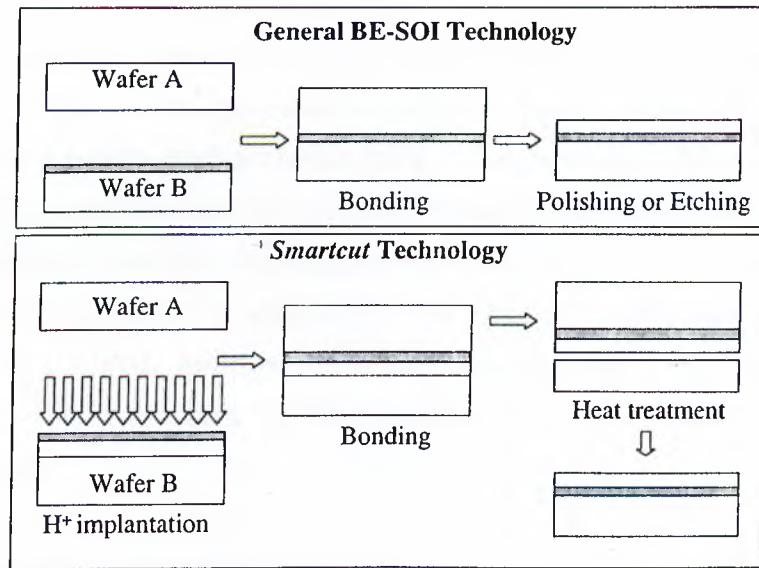 General BE-SOI Technology
Wafer A
Wafer B
Bonding
Polishing or Etching
Smartcut Technology
Wafer A
Wafer B
H+ implantation
Bonding
Heat treatment